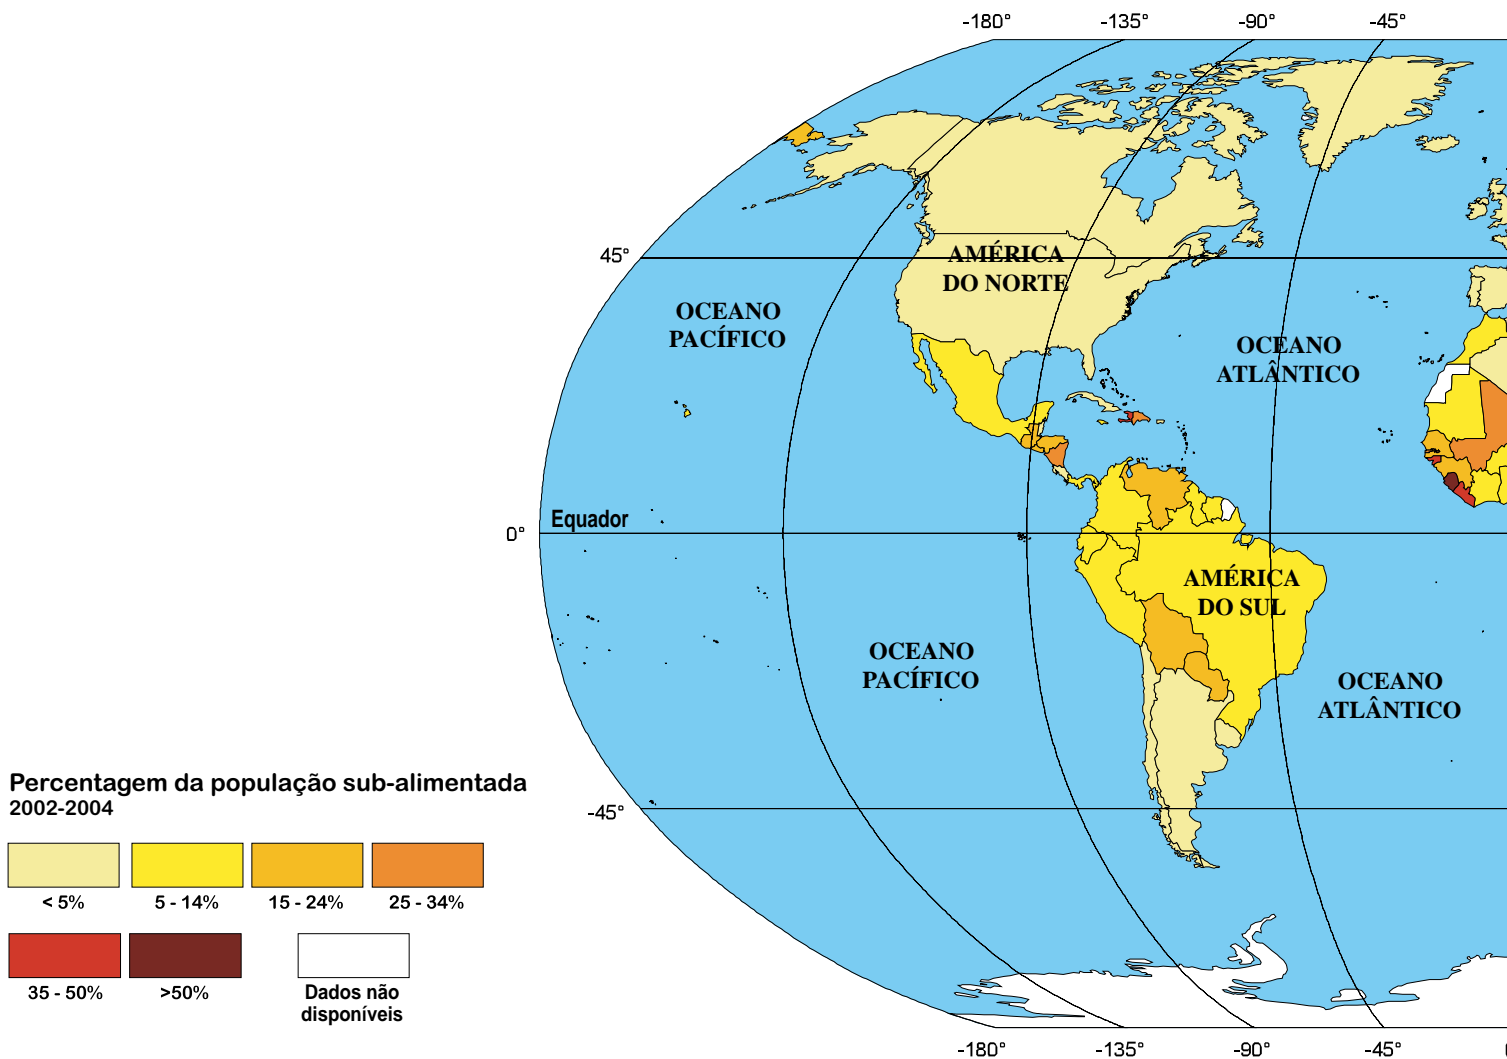 -180° -135° -90° -45°
45°
AMÉRICA
DO NORTE
OCEANO
PACÍFICO
OCEANO
ATLÂNTICO
Equador
0°
AMÉRICA
DO SUL
OCEANO
PACÍFICO
OCEANO
ATLÂNTICO
-45°
Percentagem da população sub-alimentada
2002-2004
< 5% 5 - 14% 15 - 24% 25 - 34%
35 - 50% >50% Dados não
disponíveis
-180° -135° -90° -45°